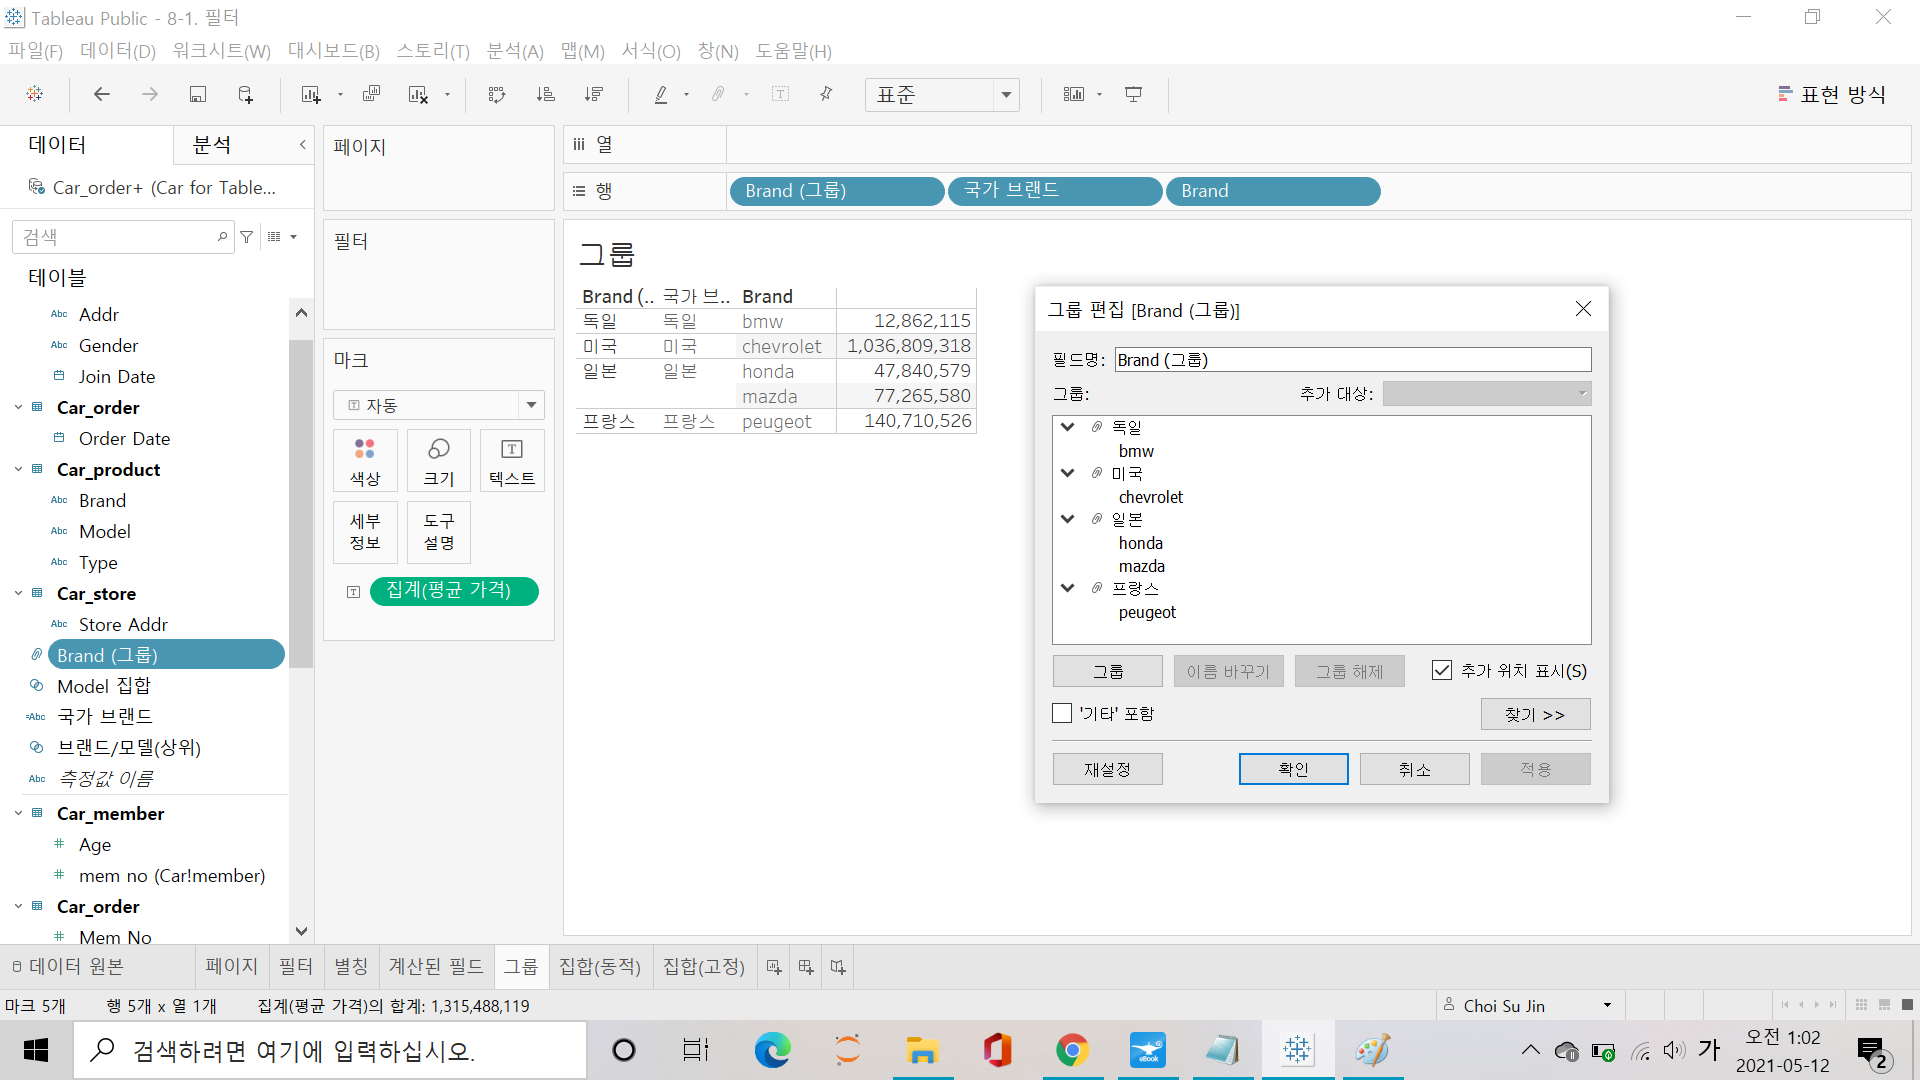 Tableau Public - 8-1. 필터
파일(F) 데이터(D) 워크시트(W) 대시보드(B) 스토리(T) 분석(A) 맵(M) 서식(O) 창(N) 도움말(H)
표준
표현 방식
데이터 분석
Car_order+ (Car for Table...
검색
테이블
Addr
Gender
Join Date
Car_order
Order Date
Car_product
Brand
Model
Type
Car_store
Store Addr
Brand (그룹)
Model 집합
국가 브랜드
브랜드/모델(상위)
측정값 이름
Car_member
Age
mem no (Car!member)
Car_order
Mem No
페이지
필터
마크
자동
색상 크기 텍스트
세부 정보 도구 설명
집계(평균 가격)
열
행 Brand (그룹) 국가 브랜드 Brand
그룹
Brand (.. 국가 브.. Brand
독일 독일 bmw 12,862,115
미국 미국 chevrolet 1,036,809,318
일본 일본 honda 47,840,579
mazda 77,265,580
프랑스 프랑스 peugeot 140,710,526
그룹 편집 [Brand (그룹)]
필드명: Brand (그룹)
그룹: 추가 대상:
독일
bmw
미국
chevrolet
일본
honda
mazda
프랑스
peugeot
그룹 이름 바꾸기 그룹 해제 추가 위치 표시(S)
'기타' 포함 찾기 >>
재설정 확인 취소 적용
데이터 원본 페이지 필터 별칭 계산된 필드 그룹 집합(동적) 집합(고정)
마크 5개 행 5개 x 열 1개 집계(평균 가격)의 합계: 1,315,488,119 Choi Su Jin
검색하려면 여기에 입력하십시오.
eBook
가
오전 1:02
2021-05-12
2